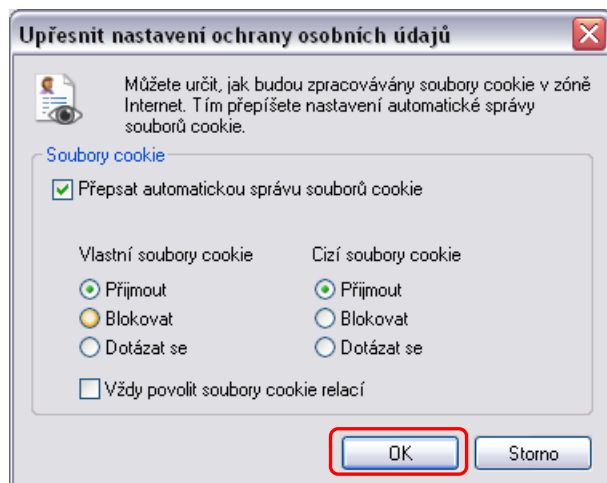 Upřesnit nastavení ochrany osobních údajů
Můžete určit, jak budou zpracovávány soubory cookie v zóně
Internet. Tím přepíšete nastavení automatické správy
souborů cookie.
Soubory cookie
Přepsat automatickou správu souborů cookie
Vlastní soubory cookie
Cizí soubory cookie
Přijmout
Přijmout
Blokovat
Blokovat
Dotázat se
Dotázat se
Vždy povolit soubory cookie relací
OK
Storno